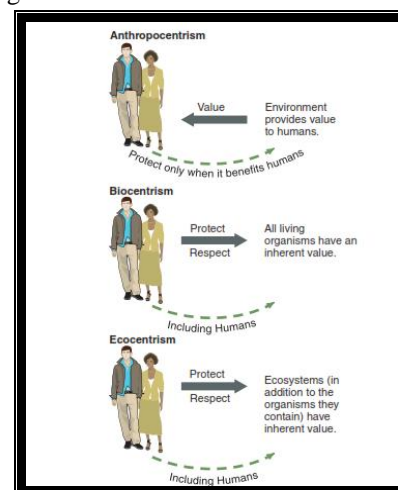 Anthropocentrism
Value
Environment
provides value
to humans.
Protect only when it benefits humans
Biocentrism
Protect
Respect
All living
organisms have an
inherent value.
Including Humans
Ecocentrism
Protect
Respect
Ecosystems (in
addition to the
organisms they
contain) have
inherent value.
Including Humans